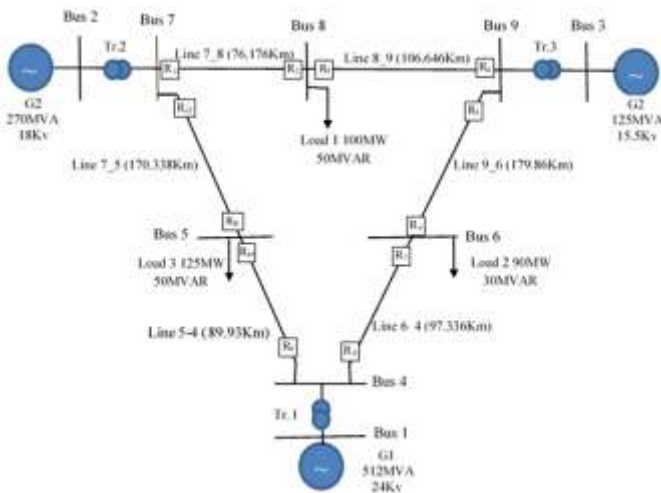 Bus 2
Bus 7
Bus 8
Bus 9
Bus 3
Tr.2
Line 7_8 (76.176Km)
Line 8_9 (106.646Km)
Tr.3
G2
270MVA
18Kv
G2
125MVA
15.5Kv
Load 1 100MW
50MVAR
Line 7_5 (170.338Km)
Line 9_6 (179.86Km)
Bus 5
Bus 6
Load 3 125MW
50MVAR
Load 2 90MW
30MVAR
Line 5-4 (89.93Km)
Line 6_4 (97.336Km)
Bus 4
Tr.1
Bus 1
G1
512MVA
24Kv